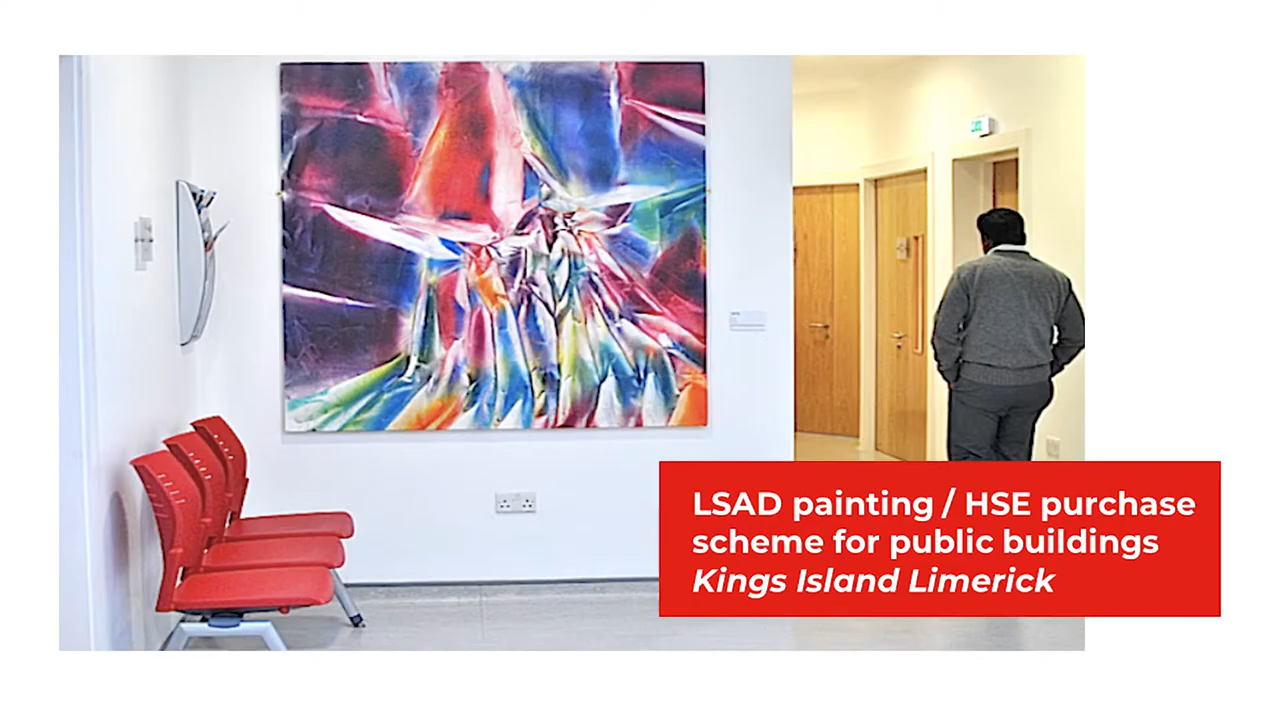 LSAD painting / HSE purchase
scheme for public buildings
Kings Island Limerick